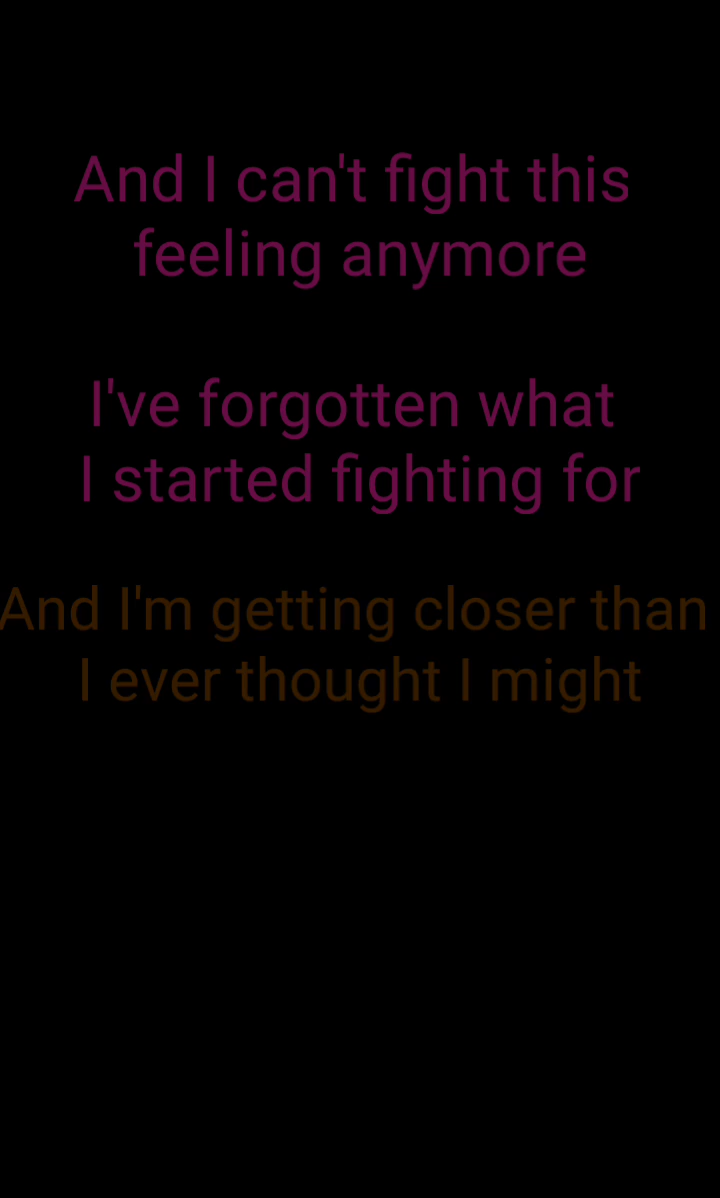 And I can't fight this
feeling anymore
I've forgotten what
I started fighting for
And I'm getting closer than
I ever thought I might